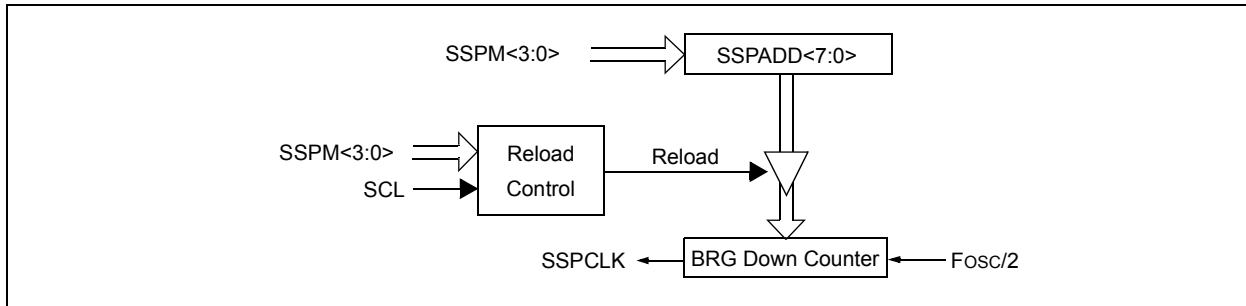 SSPM<3:0>
SSPADD<7:0>
SSPM<3:0>
SCL
Reload
Control
Reload
SSPCLK
BRG Down Counter
FOSC/2